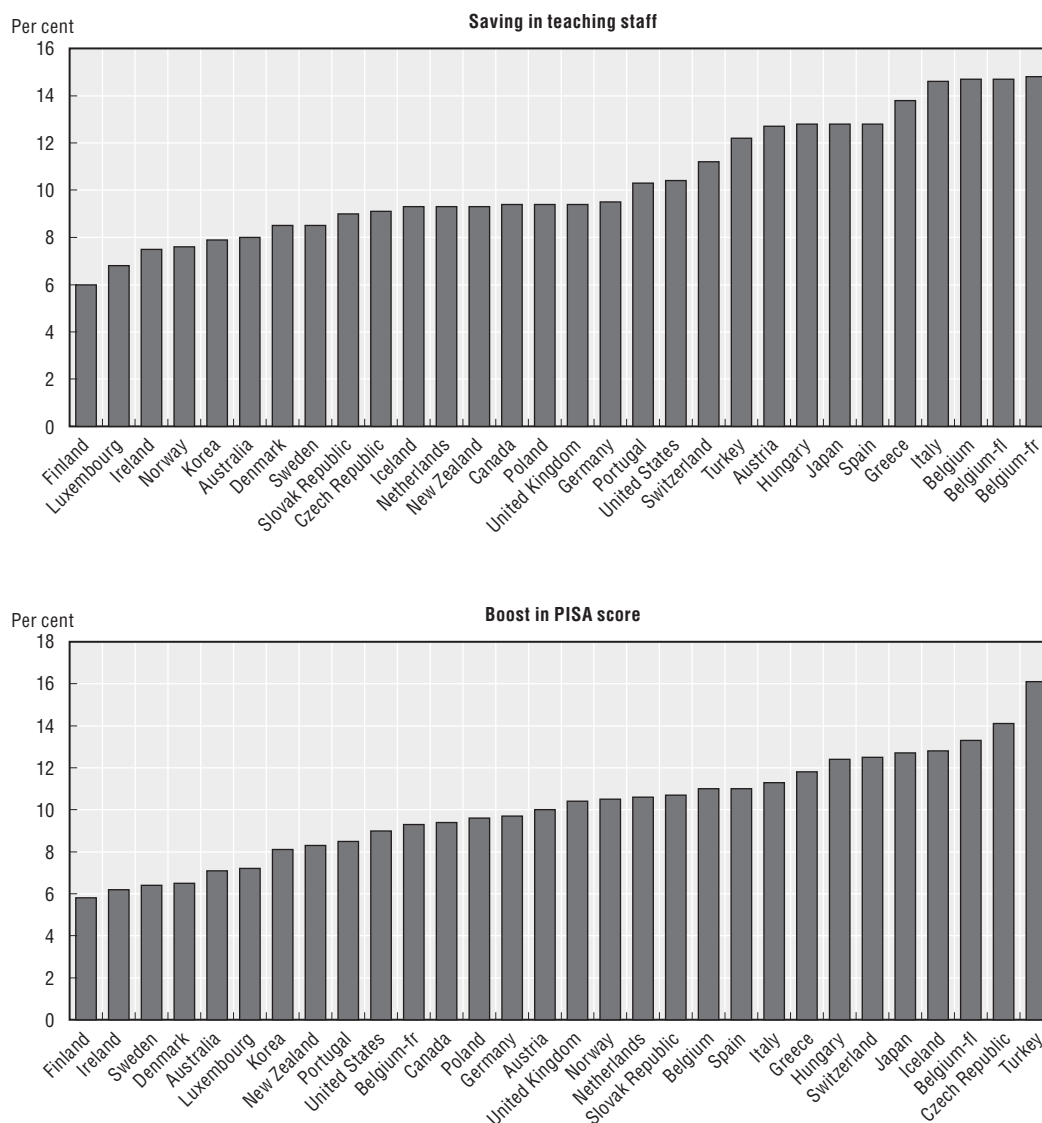 Saving in teaching staff
Per cent
16
14
12
10
8
6
4
2
0
Finland
Luxembourg
Ireland
Norway
Korea
Australia
Denmark
Sweden
Slovak Republic
Czech Republic
Iceland
Netherlands
New Zealand
Canada
Poland
United Kingdom
Germany
Portugal
United States
Switzerland
Turkey
Austria
Hungary
Japan
Spain
Greece
Italy
Belgium
Belgium-fl
Belgium-fr
Boost in PISA score
Per cent
18
16
14
12
10
8
6
4
2
0
Finland
Ireland
Sweden
Denmark
Australia
Luxembourg
Korea
New Zealand
Portugal
United States
Belgium-fr
Canada
Poland
Germany
Austria
United Kingdom
Norway
Netherlands
Slovak Republic
Belgium
Spain
Italy
Greece
Hungary
Switzerland
Japan
Iceland
Belgium-fl
Czech Republic
Turkey